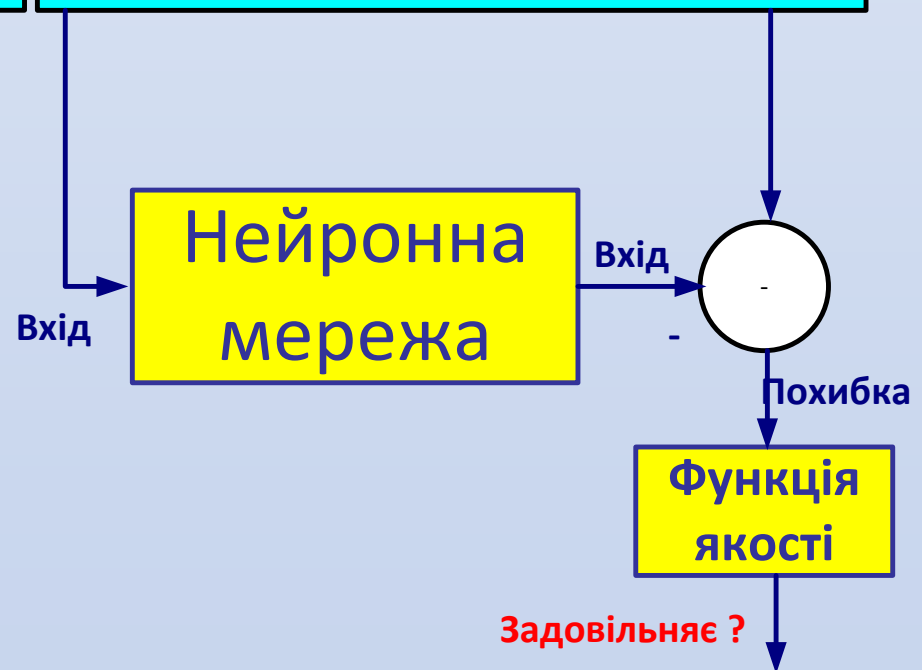 Нейронна
мережа
Вхід
Вхід
-
-
Похибка
Функція
якості
Задовільняє ?